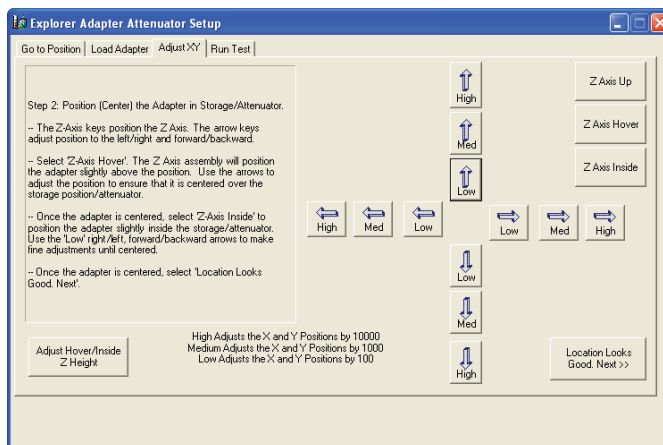 Explorer Adapter Attenuator Setup
Go to Position
Load Adapter
Adjust XY
Run Test
Step 2: Position (Center) the Adapter in Storage/Attenuator.
-- The Z-Axis keys position the Z Axis. The arrow keys
adjust position to the left/right and forward/backward.
-- Select 'Z-Axis Hover'. The Z Axis assembly will position
the adapter slightly above the position. Use the arrows to
adjust the position to ensure that it is centered over the
storage position/attenuator.
-- Once the adapter is centered, select 'Z-Axis Inside' to
position the adapter slightly inside the storage/attenuator.
Use the 'Low' right/left, forward/backward arrows to make
fine adjustments until centered.
-- Once the adapter is centered, select 'Location Looks
Good. Next'.
High
Med
Low
High
Med
Low
Low
Med
High
Low
Med
High
Z Axis Up
Z Axis Hover
Z Axis Inside
Adjust Hover/Inside
Z Height
High Adjusts the X and Y Positions by 10000
Medium Adjusts the X and Y Positions by 1000
Low Adjusts the X and Y Positions by 100
Location Looks
Good. Next >>